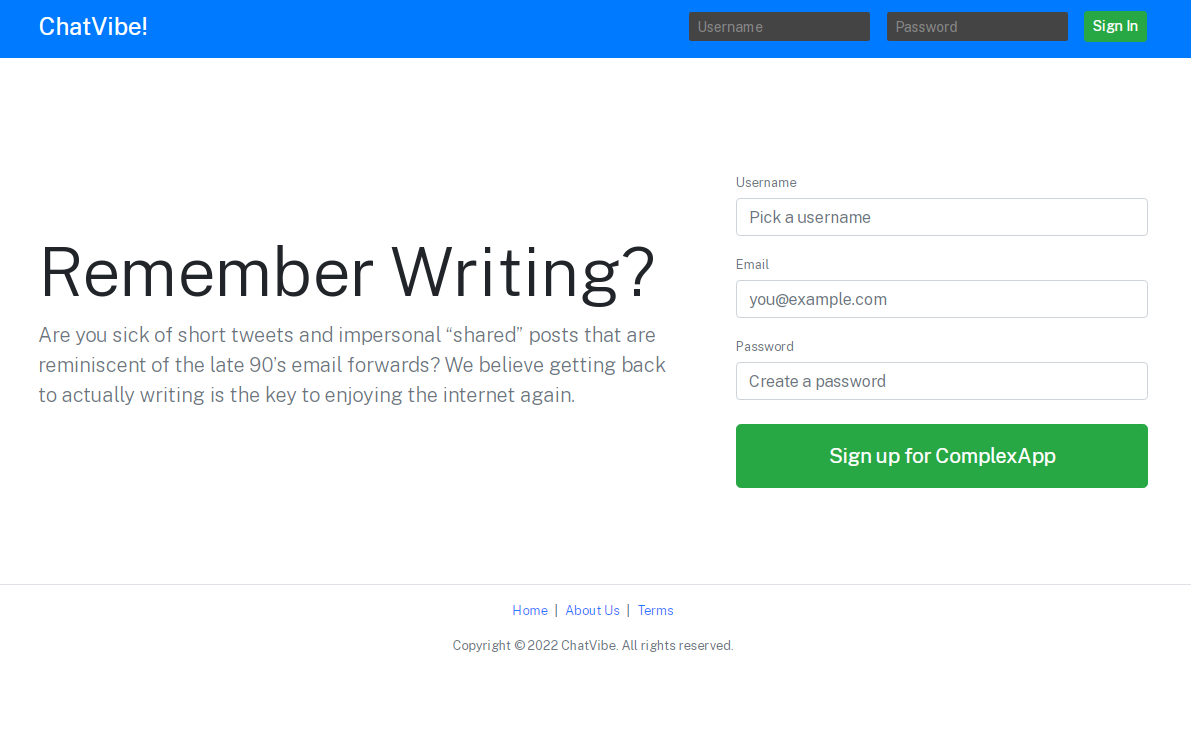 ChatVibe!
Username
Password
Sign In
Remember Writing?
Are you sick of short tweets and impersonal “shared” posts that are
reminiscent of the late 90’s email forwards? We believe getting back
to actually writing is the key to enjoying the internet again.
Username
Pick a username
Email
you@example.com
Password
Create a password
Sign up for ComplexApp
Home | About Us | Terms
Copyright © 2022 ChatVibe. All rights reserved.